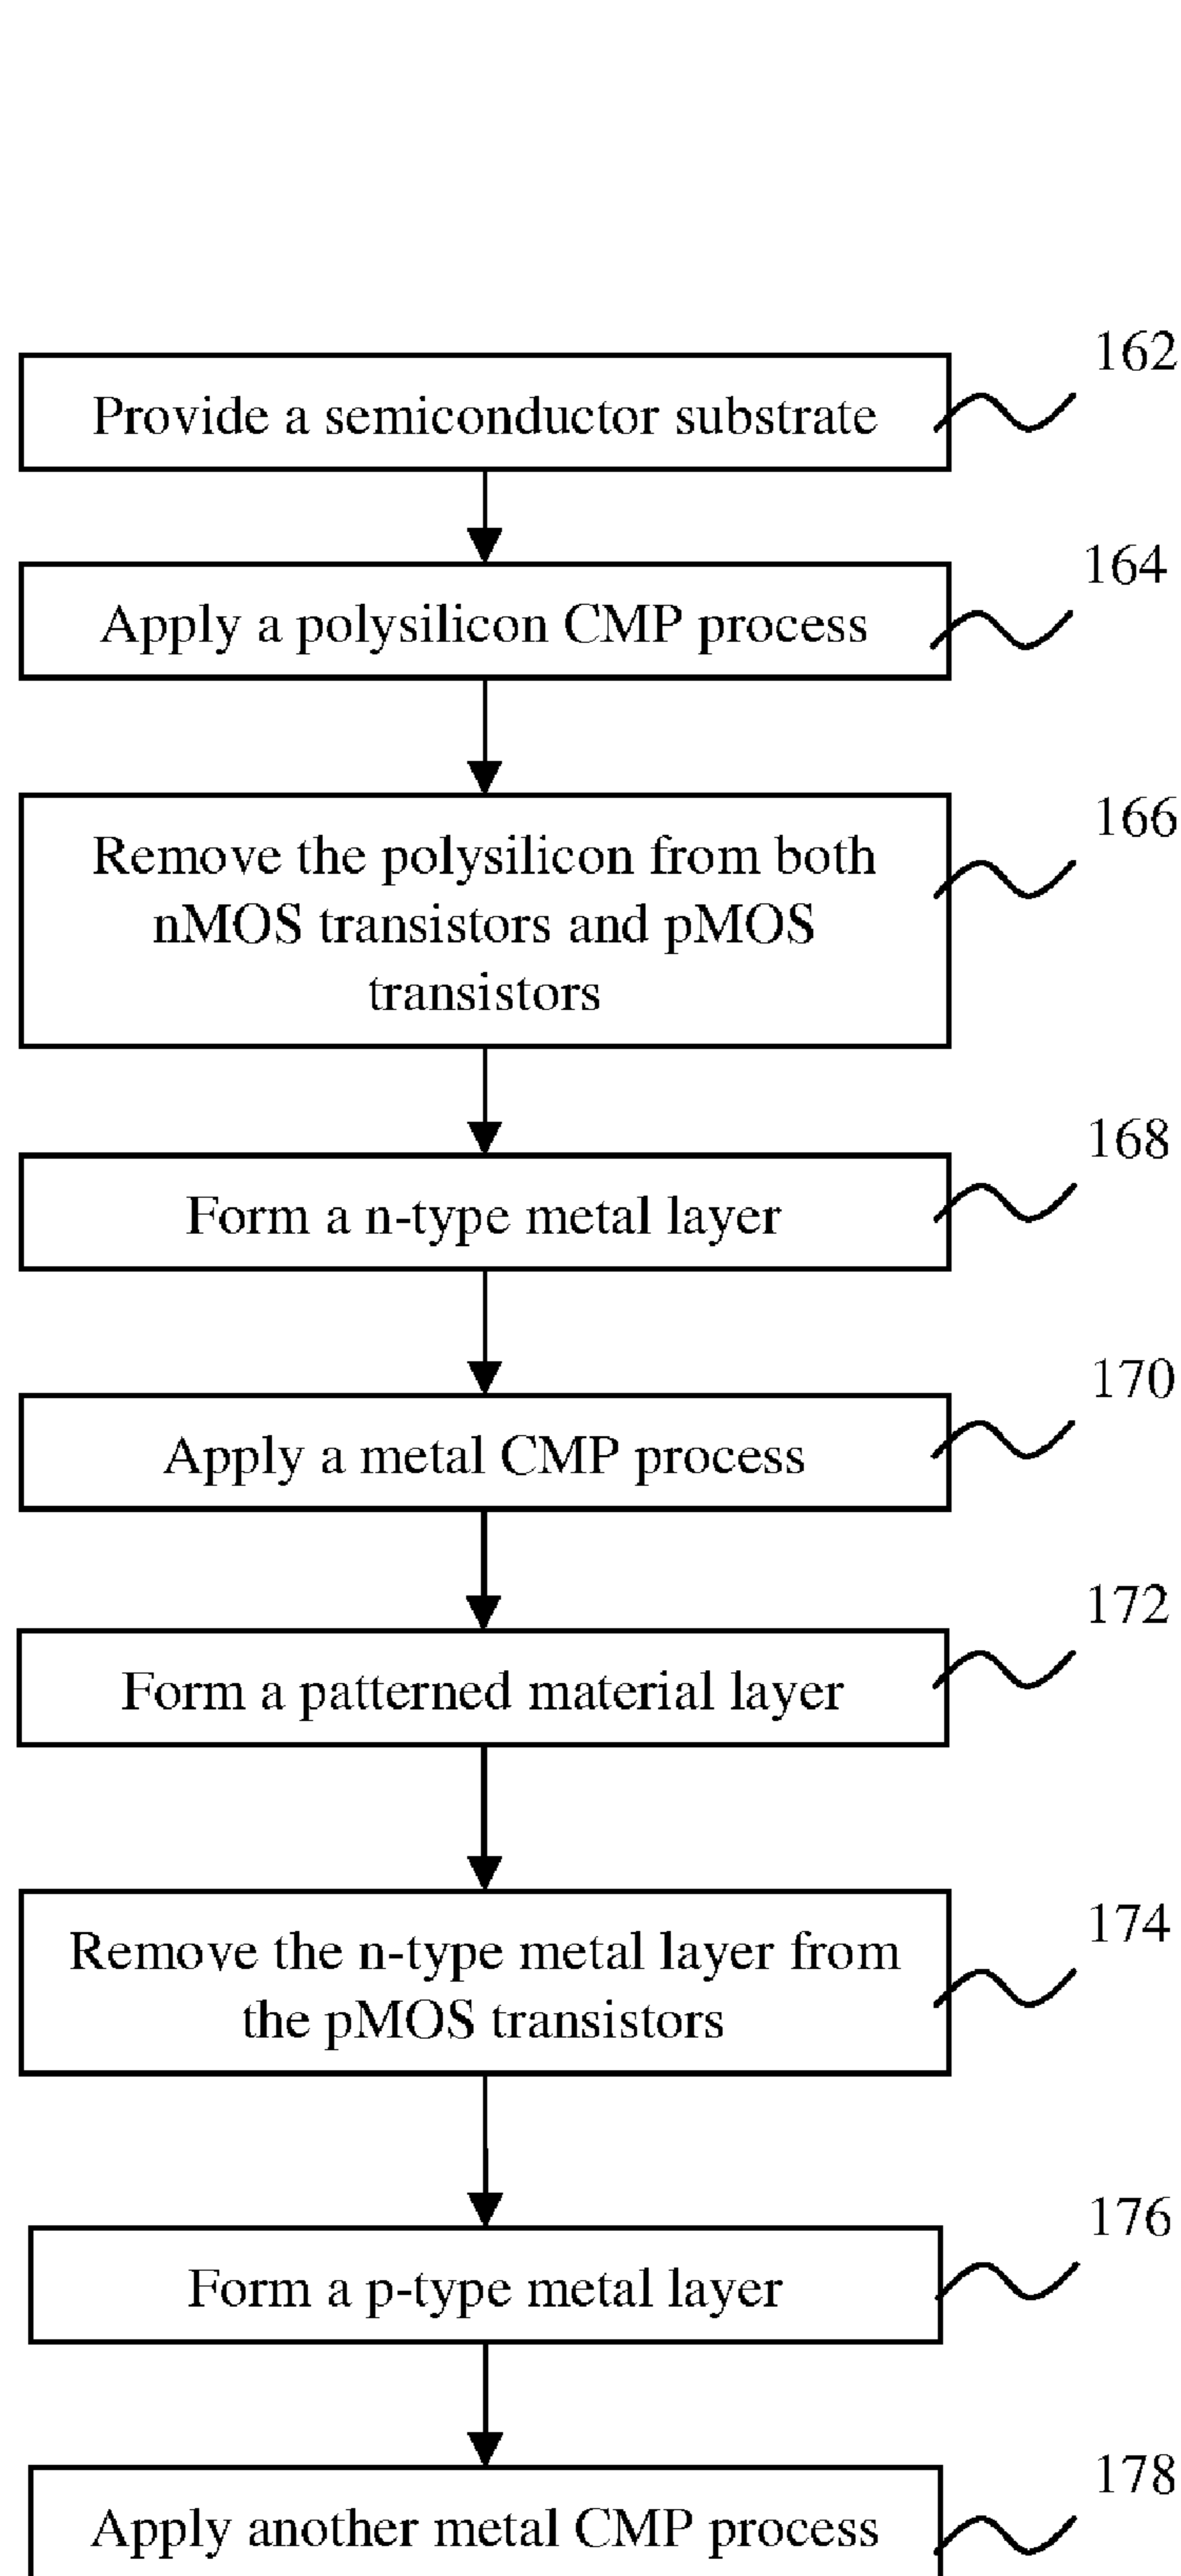 162
Provide a semiconductor substrate
164
Apply a polysilicon CMP process
166
Remove the polysilicon from both
nMOS transistors and pMOS
transistors
168
Form a n-type metal layer
170
Apply a metal CMP process
172
Form a patterned material layer
174
Remove the n-type metal layer from
the pMOS transistors
176
Form a p-type metal layer
178
Apply another metal CMP process